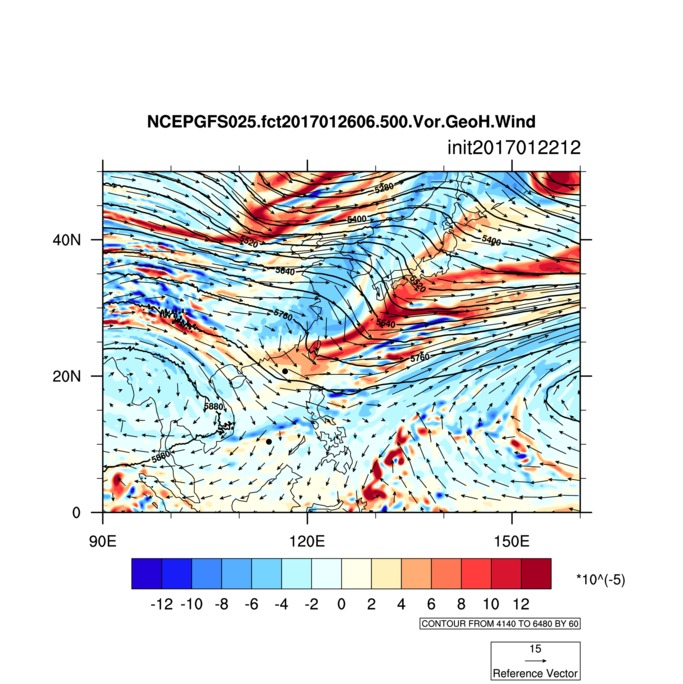 NCEPGFS025.fct2017012606.500.Vor.GeoH.Wind
init2017012212
5280
5400
5520
5400
40N
5640
5520
5760
5640
5760
20N
5880
5880
0
90E 120E 150E
-12 -10 -8 -6 -4 -2 0 2 4 6 8 10 12 *10^(-5)
CONTOUR FROM 4140 TO 6480 BY 60
15
Reference Vector